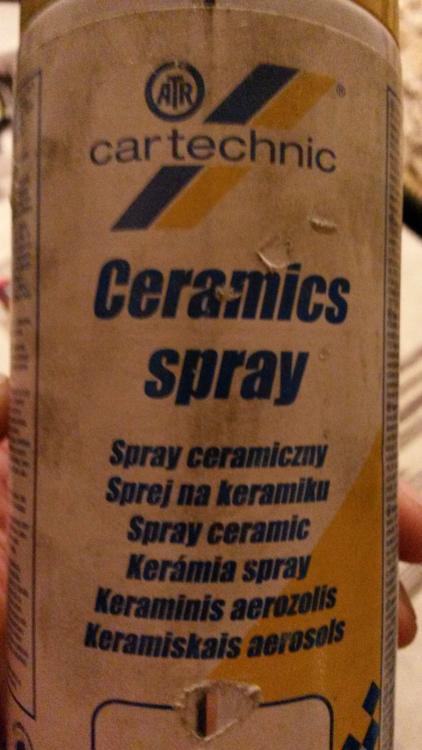 ATR
cartechnic
Ceramics
spray
Spray ceramiczny
Sprej na keramiku
Spray ceramic
Kerámia spray
Keraminis aerozolis
Keramiskais aerosols